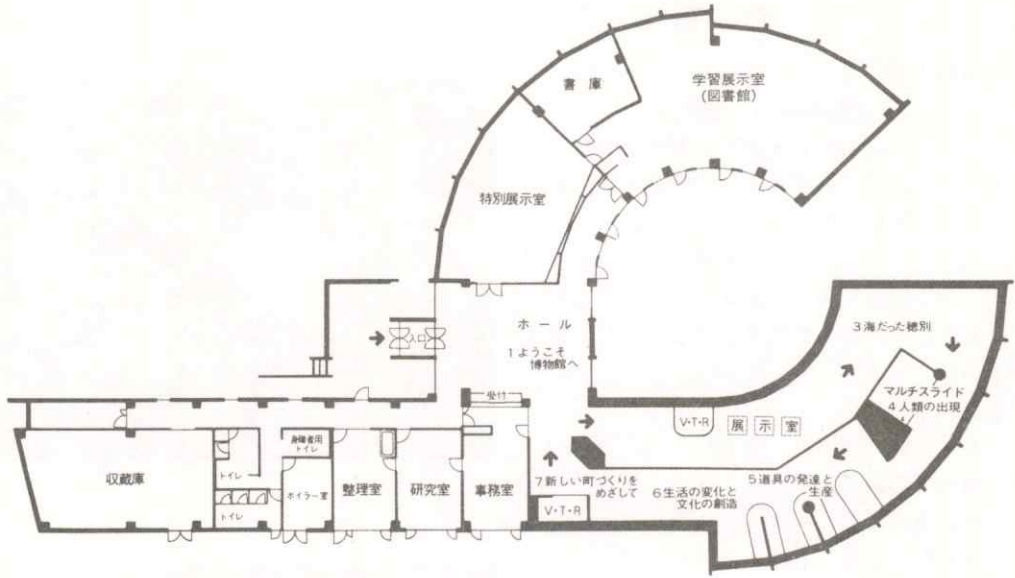 書庫
学習展示室
(図書館)
特別展示室
ホール
1ようこそ
博物館へ
入口
受付
3海だった穂別
マルチスライド
4人類の出現
V・T・R
展示室
5道具の発達と
生産
6生活の変化と
文化の創造
7新しい町づくりを
めざして
V・T・R
収蔵庫
トイレ
トイレ
身障者用
トイレ
ボイラー室
整理室
研究室
事務室